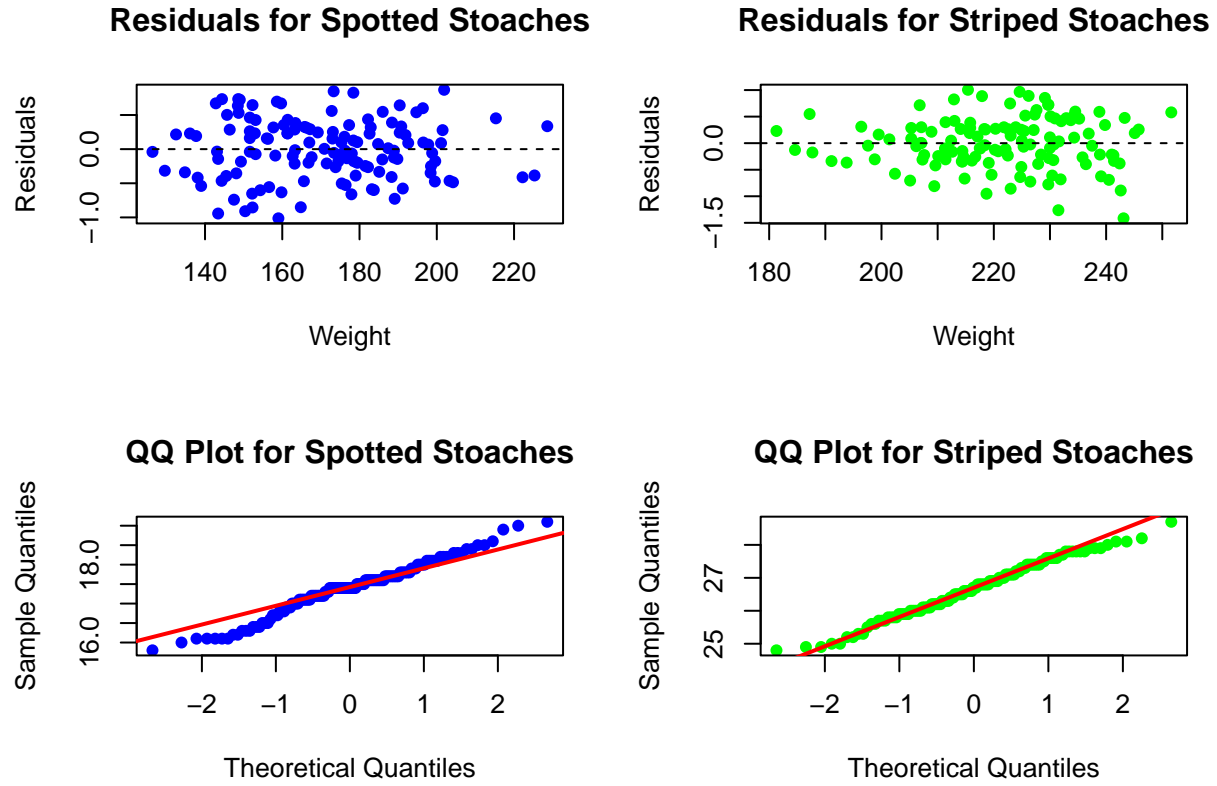 Residuals for Spotted Stoaches
Residuals
0.0
−1.0
140 160 180 200 220
Weight
Residuals for Striped Stoaches
Residuals
0.0
−1.5
180 200 220 240
Weight
QQ Plot for Spotted Stoaches
Sample Quantiles
18.0
16.0
−2 −1 0 1 2
Theoretical Quantiles
QQ Plot for Striped Stoaches
Sample Quantiles
27
25
−2 −1 0 1 2
Theoretical Quantiles